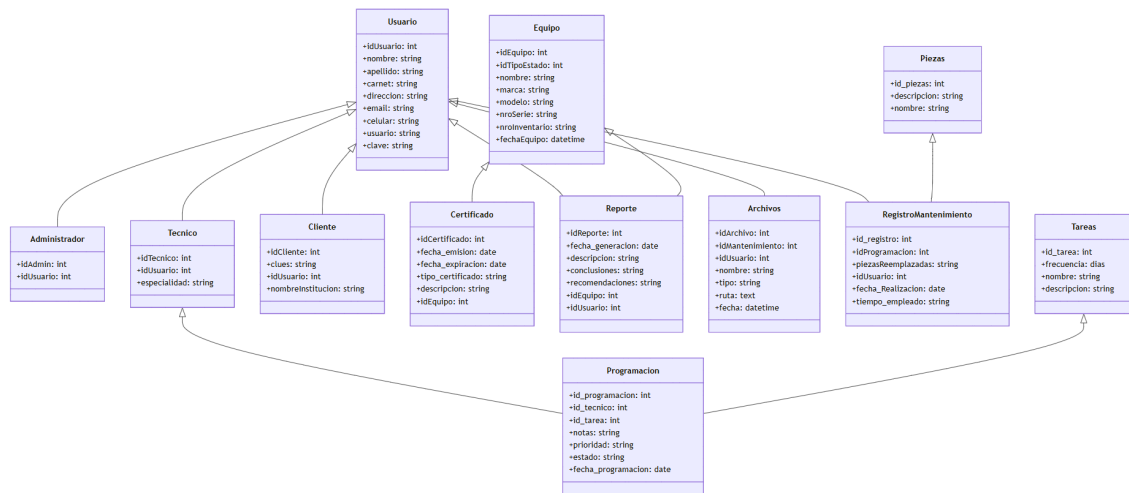 Usuario
+idUsuario: int
+nombre: string
+apellido: string
+carnet: string
+direccion: string
+email: string
+celular: string
+usuario: string
+clave: string
Equipo
+idEquipo: int
+idTipoEstado: int
+nombre: string
+marca: string
+modelo: string
+nroSerie: string
+nroInventario: string
+fechaEquipo: datetime
Piezas
+id_piezas: int
+descripcion: string
+nombre: string
Administrador
+idAdmin: int
+idUsuario: int
Tecnico
+idTecnico: int
+idUsuario: int
+especialidad: string
Cliente
+idCliente: int
+clues: string
+idUsuario: int
+nombreInstitucion: string
Certificado
+idCertificado: int
+fecha_emision: date
+fecha_expiracion: date
+tipo_certificado: string
+descripcion: string
+idEquipo: int
Reporte
+idReporte: int
+fecha_generacion: date
+descripcion: string
+conclusiones: string
+recomendaciones: string
+idEquipo: int
+idUsuario: int
Archivos
+idArchivo: int
+idMantenimiento: int
+idUsuario: int
+nombre: string
+tipo: string
+ruta: text
+fecha: datetime
RegistroMantenimiento
+id_registro: int
+idProgramacion: int
+piezasReemplazadas: string
+idUsuario: int
+fecha_Realizacion: date
+tiempo_empleado: string
Tareas
+id_tarea: int
+frecuencia: dias
+nombre: string
+descripcion: string
Programacion
+id_programacion: int
+id_tecnico: int
+id_tarea: int
+notas: string
+prioridad: string
+estado: string
+fecha_programacion: date